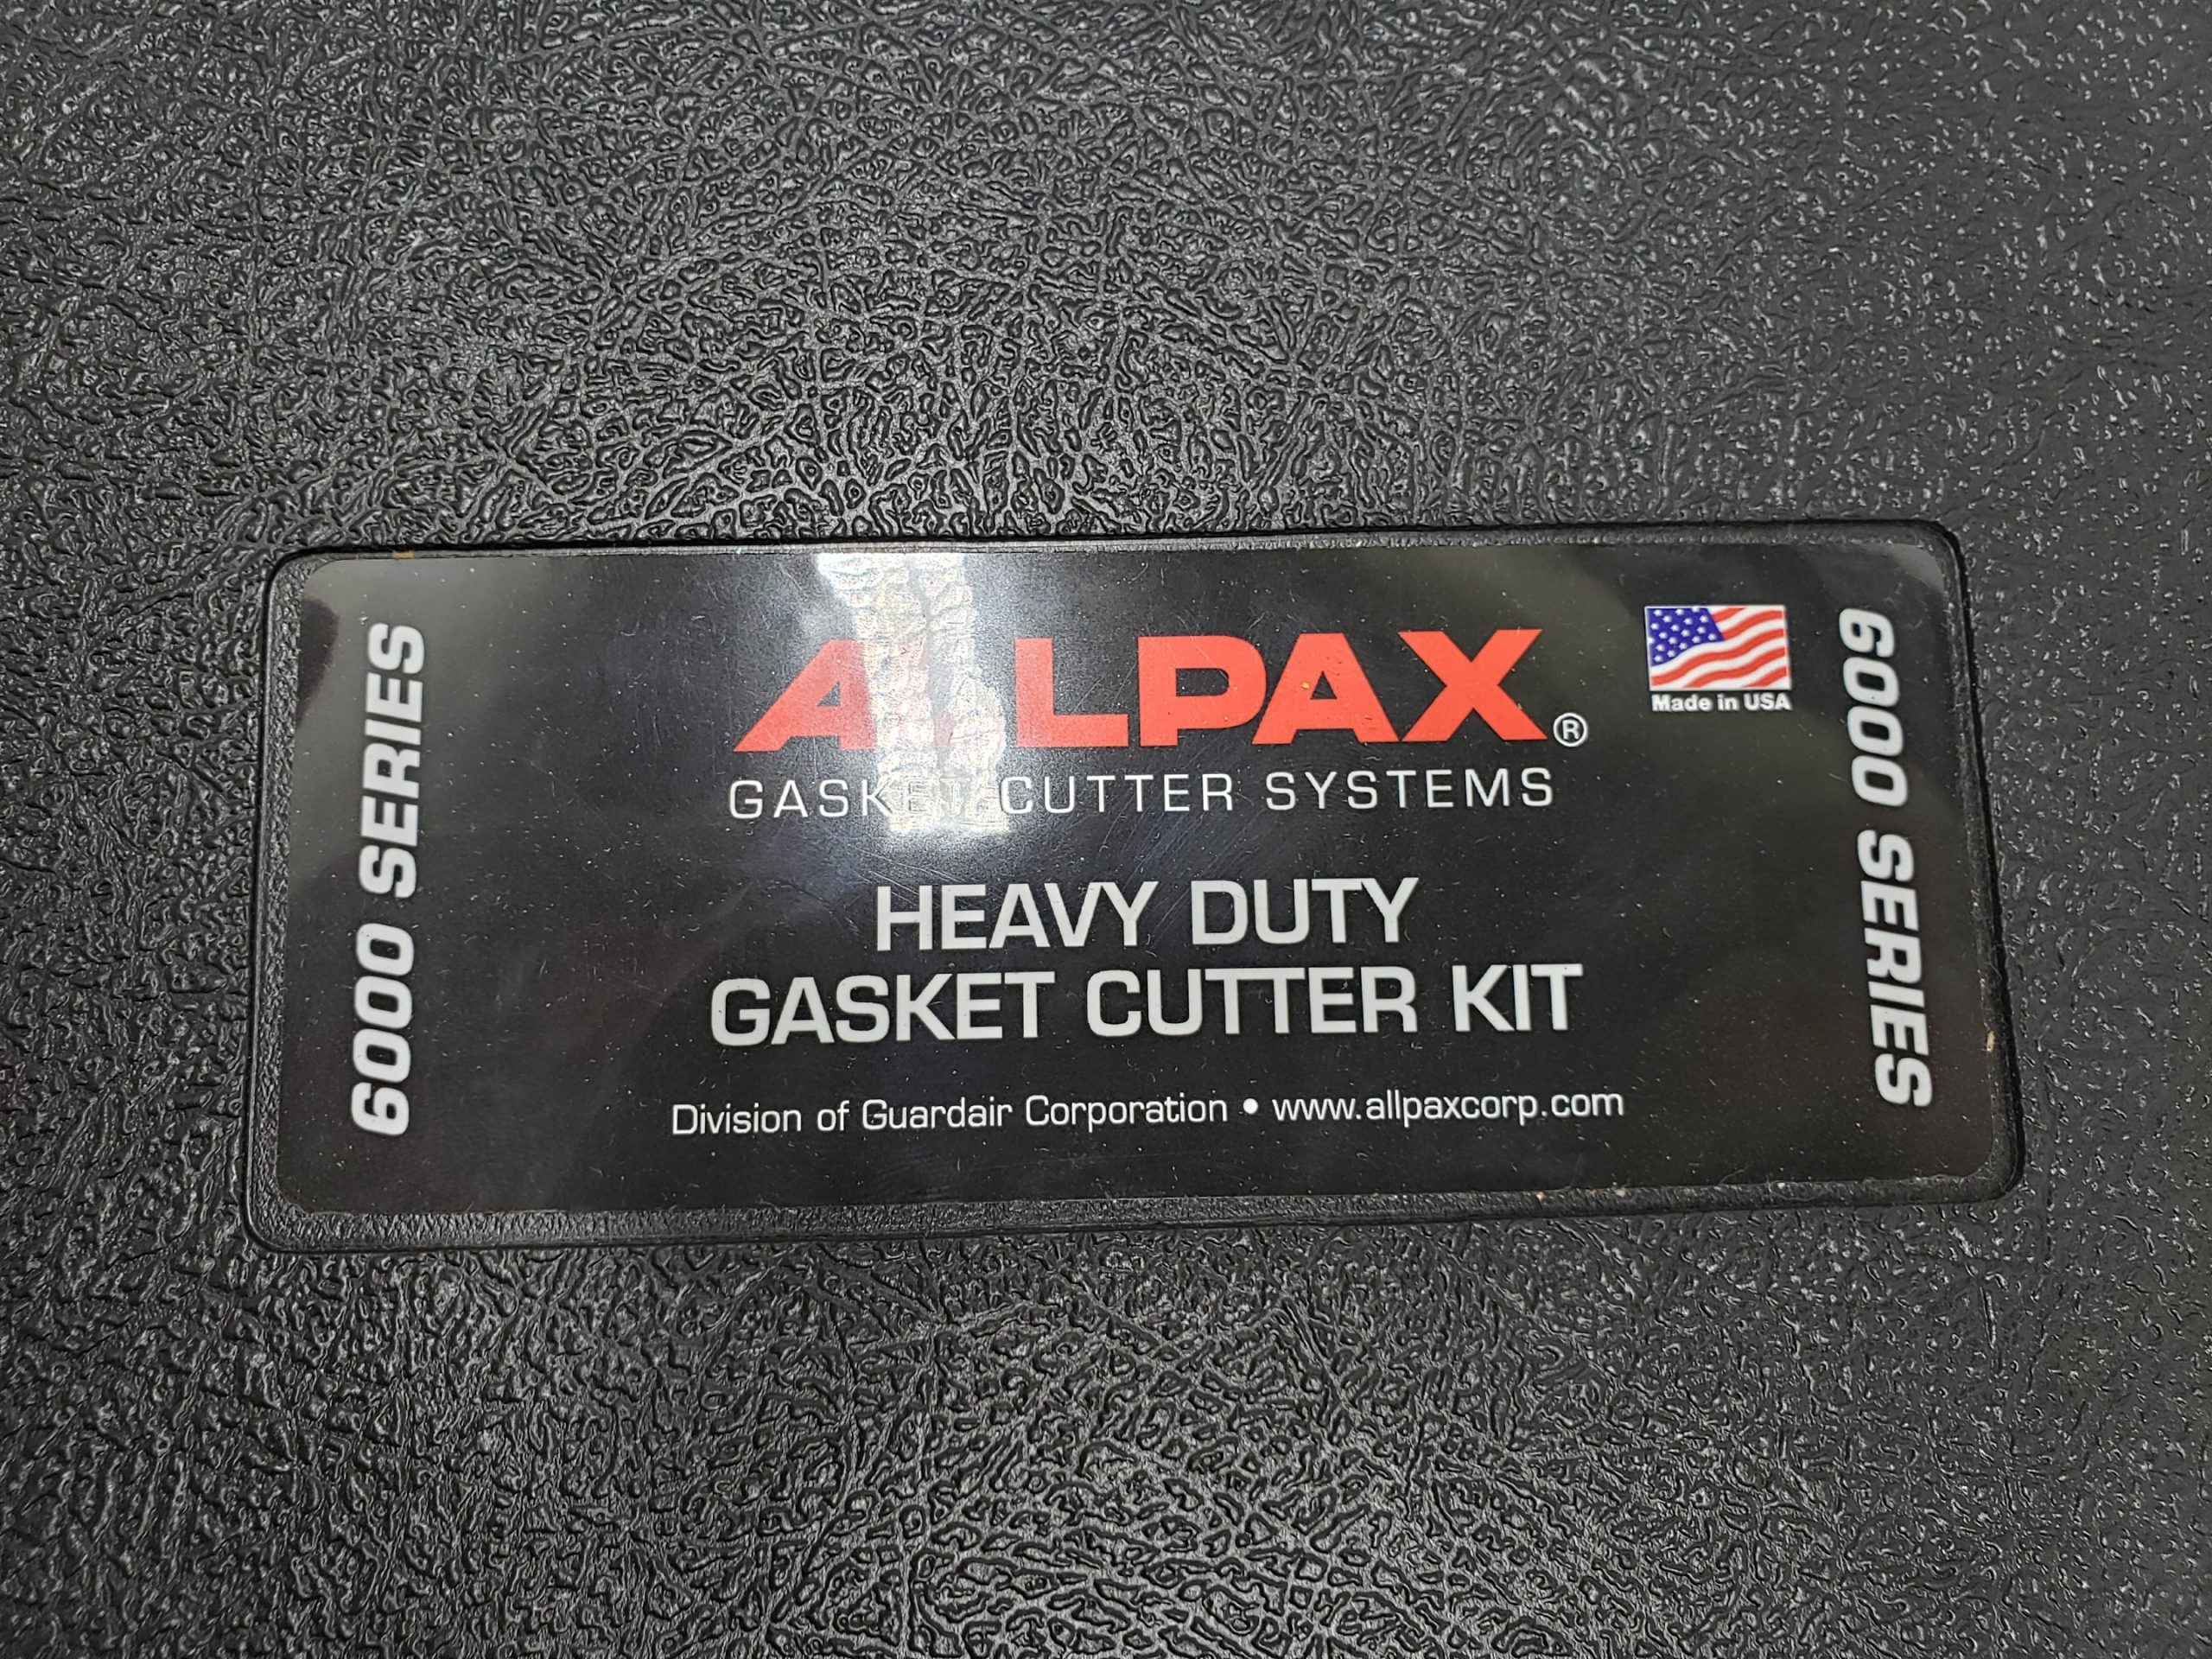 6000 SERIES
ALLPAX®
GASKET CUTTER SYSTEMS
HEAVY DUTY
GASKET CUTTER KIT
Division of Guardair Corporation • www.allpaxcorp.com
Made in USA
6000 SERIES